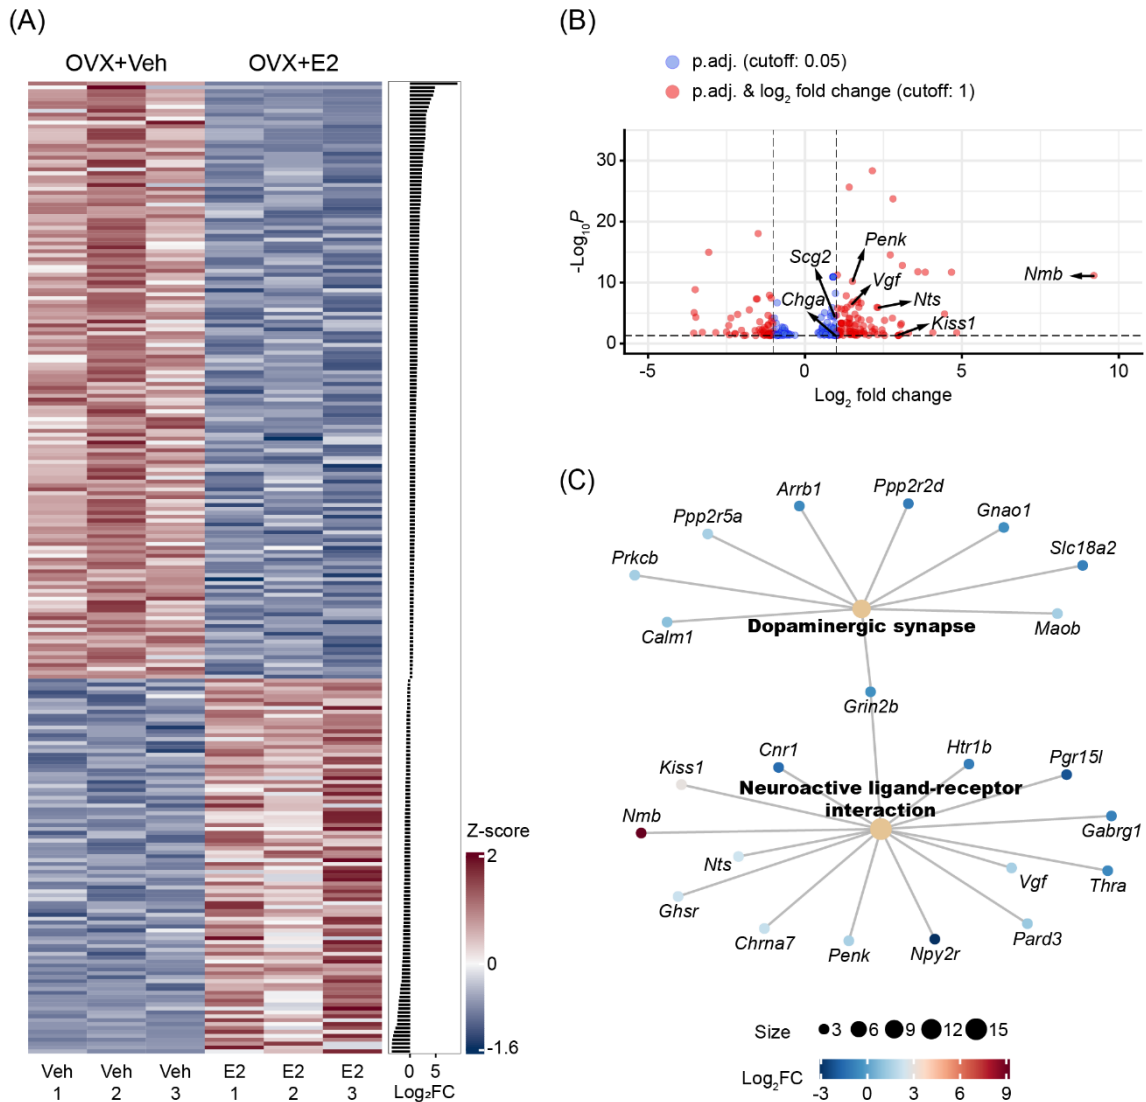 (A)
OVX+Veh OVX+E2
Z-score
2
0
-1.6
Veh 1 Veh 2 Veh 3 E2 1 E2 2 E2 3
0 5
Log₂FC
(B)
p.adj. (cutoff: 0.05)
p.adj. & log₂ fold change (cutoff: 1)
-Log₁₀P
30
20
10
0
Penk
Scg2
Vgf
Nmb
Chga
Nts
Kiss1
-5 0 5 10
Log₂ fold change
(C)
Arrb1
Ppp2r2d
Ppp2r5a
Gnao1
Slc18a2
Prkcb
Calm1
Dopaminergic synapse
Maob
Grin2b
Cnr1
Htr1b
Kiss1
Pgr15l
Neuroactive ligand-receptor
interaction
Nmb
Gabrg1
Nts
Vgf
Thra
Ghsr
Chrna7
Penk
Npy2r
Pard3
Size 3 6 9 12 15
Log₂FC
-3 0 3 6 9